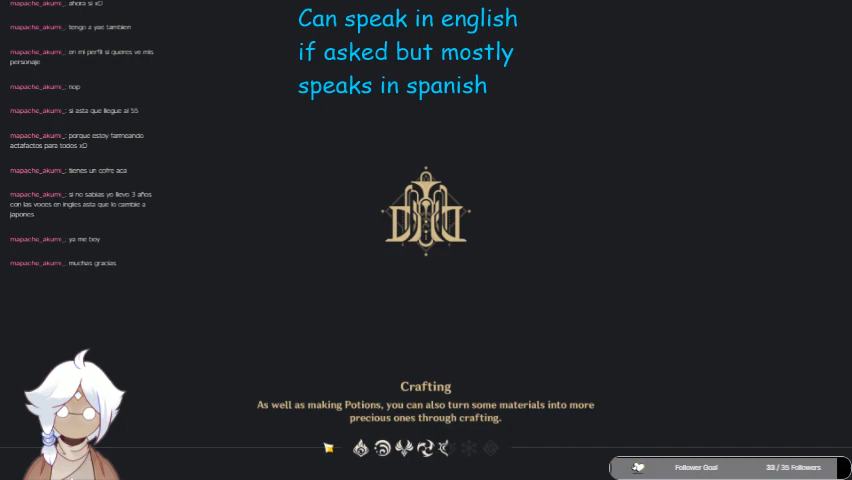 mapache_akumi_: ahora si xD
mapache_akumi_: tengo a yae tambien
mapache_akumi_: en mi perfil si queres ve mis
personaje
mapache_akumi_: nop
mapache_akumi_: si asta que llegue al 55
mapache_akumi_: porque estoy farmeando
actafactos para todos xD
mapache_akumi_: tienes un cofre aca
mapache_akumi_: si no sabias yo llevo 3 años
con las voces en ingles asta que lo cambie a
japones
mapache_akumi_: ya me boy
mapache_akumi_: muchas gracias
Can speak in english
if asked but mostly
speaks in spanish
Crafting
As well as making Potions, you can also turn some materials into more
precious ones through crafting.
Follower Goal
33 / 35 Followers